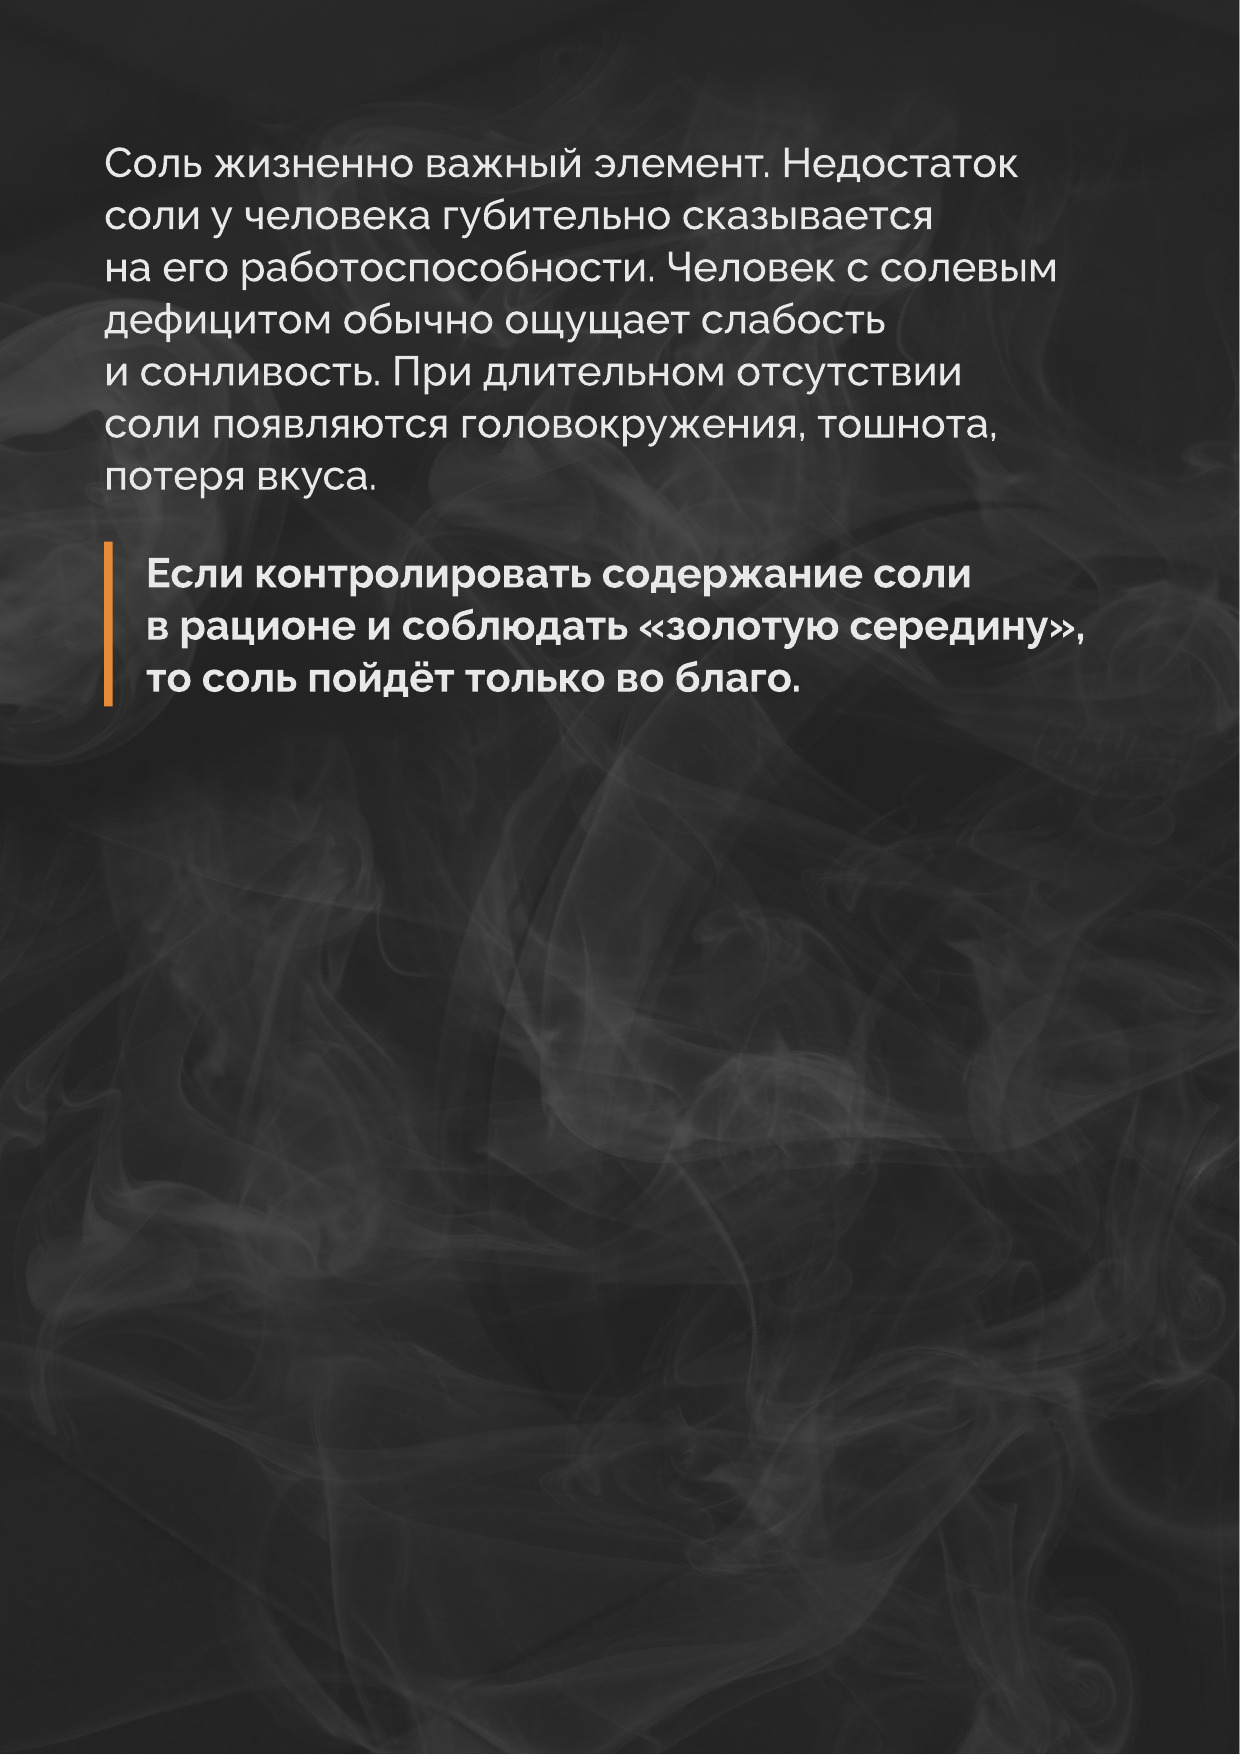 Соль жизненно важный элемент. Недостаток
соли у человека губительно сказывается
на его работоспособности. Человек с солевым
дефицитом обычно ощущает слабость
и сонливость. При длительном отсутствии
соли появляются головокружения, тошнота,
потеря вкуса.
Если контролировать содержание соли
в рационе и соблюдать «золотую середину»,
то соль пойдёт только во благо.